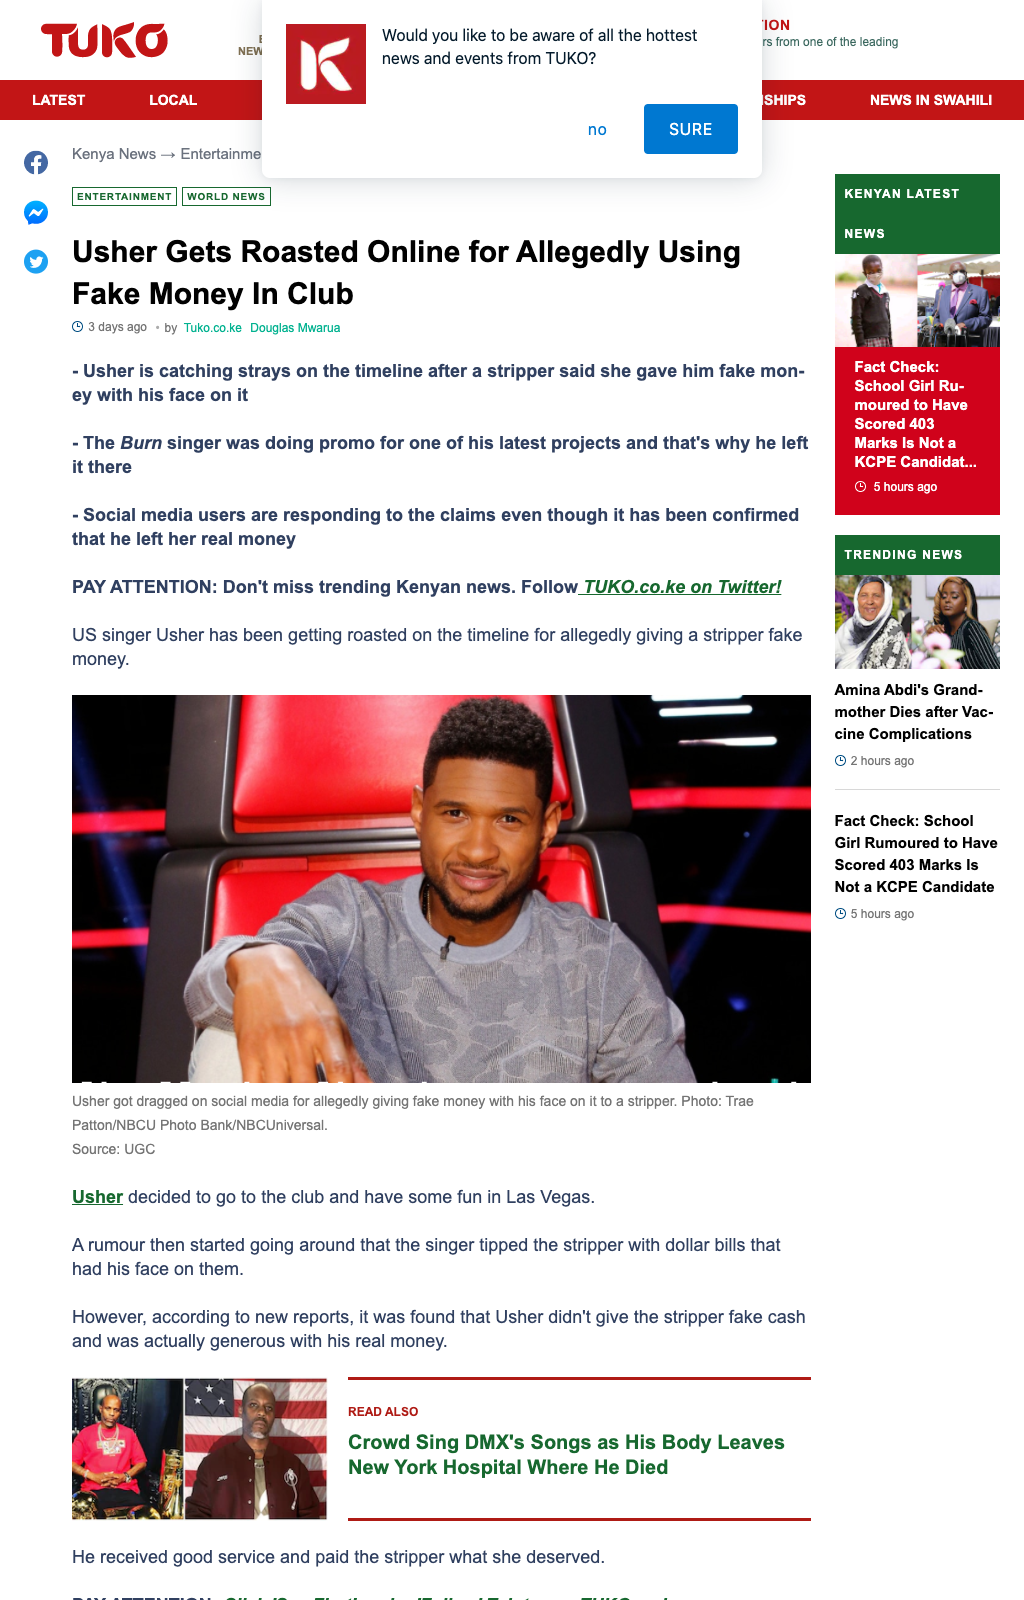 TUKO
Would you like to be aware of all the hottest
news and events from TUKO?
no
SURE
rs from one of the leading
LATEST
LOCAL
NEWS IN SWAHILI
Kenya News → Entertainme
ENTERTAINMENT
WORLD NEWS
Usher Gets Roasted Online for Allegedly Using
Fake Money In Club
3 days ago
by Tuko.co.ke Douglas Mwarua
- Usher is catching strays on the timeline after a stripper said she gave him fake mon-
ey with his face on it
- The Burn singer was doing promo for one of his latest projects and that's why he left
it there
- Social media users are responding to the claims even though it has been confirmed
that he left her real money
PAY ATTENTION: Don't miss trending Kenyan news. Follow TUKO.co.ke on Twitter!
US singer Usher has been getting roasted on the timeline for allegedly giving a stripper fake
money.
Usher got dragged on social media for allegedly giving fake money with his face on it to a stripper. Photo: Trae
Patton/NBCU Photo Bank/NBCUniversal.
Source: UGC
Usher decided to go to the club and have some fun in Las Vegas.
A rumour then started going around that the singer tipped the stripper with dollar bills that
had his face on them.
However, according to new reports, it was found that Usher didn't give the stripper fake cash
and was actually generous with his real money.
READ ALSO
Crowd Sing DMX's Songs as His Body Leaves
New York Hospital Where He Died
He received good service and paid the stripper what she deserved.
KENYAN LATEST
NEWS
Fact Check:
School Girl Ru-
moured to Have
Scored 403
Marks Is Not a
KCPE Candidat...
5 hours ago
TRENDING NEWS
Amina Abdi's Grand-
mother Dies after Vac-
cine Complications
2 hours ago
Fact Check: School
Girl Rumoured to Have
Scored 403 Marks Is
Not a KCPE Candidate
5 hours ago